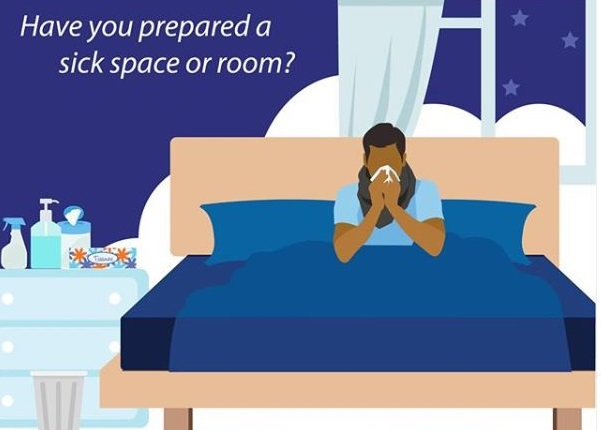 Have you prepared a
sick space or room?
Tissues